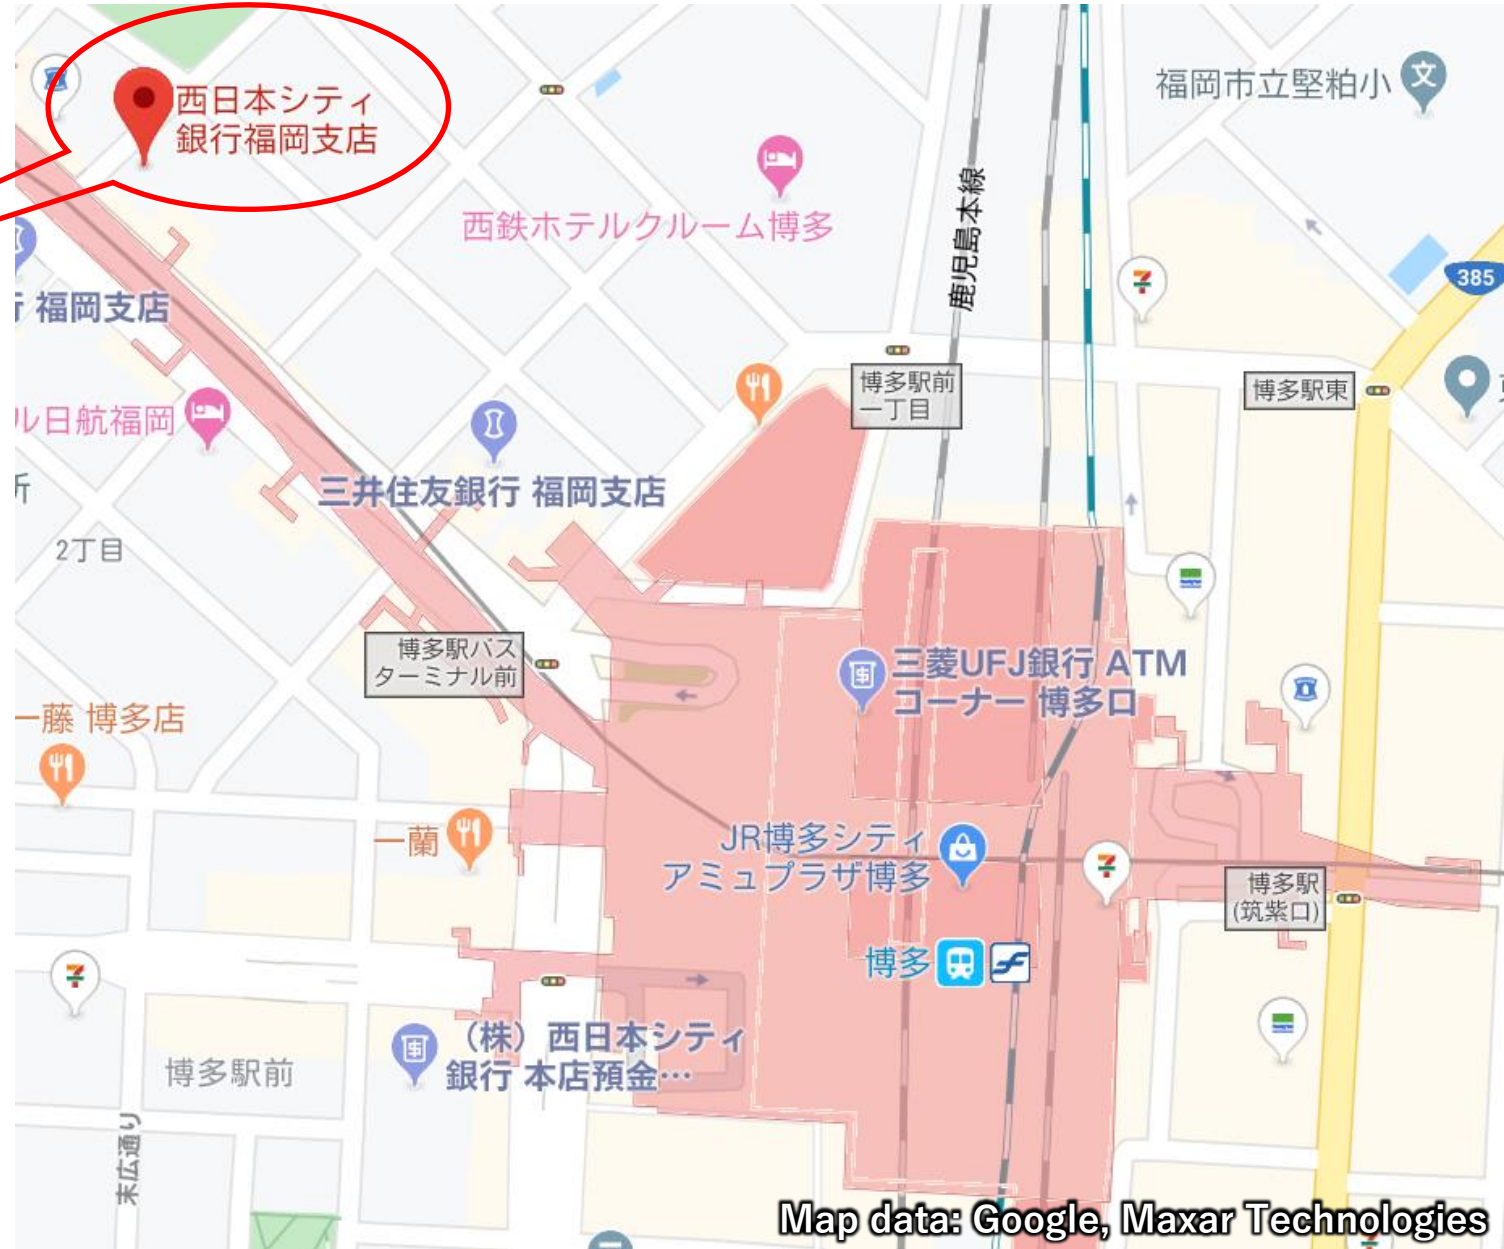 西日本シティ
銀行福岡支店
福岡市立堅粕小
西鉄ホテルクルーム博多
鹿児島本線
385
福岡支店
博多駅前
一丁目
博多駅東
ル日航福岡
三井住友銀行 福岡支店
所
2丁目
博多駅バス
ターミナル前
三菱UFJ銀行 ATM
コーナー 博多口
一藤 博多店
JR博多シティ
アミュプラザ博多
一蘭
博多駅
(筑紫口)
博多
（株）西日本シティ
銀行 本店預金…
博多駅前
末広通り
Map data: Google, Maxar Technologies